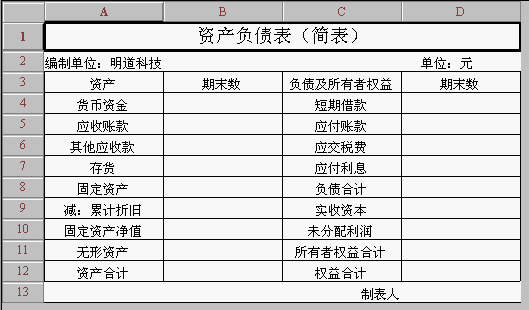 A B C D
1 资产负债表（简表）
2 编制单位：明道科技 单位：元
3 资产 期末数 负债及所有者权益 期末数
4 货币资金 短期借款
5 应收账款 应付账款
6 其他应收款 应交税费
7 存货 应付利息
8 固定资产 负债合计
9 减：累计折旧 实收资本
10 固定资产净值 未分配利润
11 无形资产 所有者权益合计
12 资产合计 权益合计
13 制表人